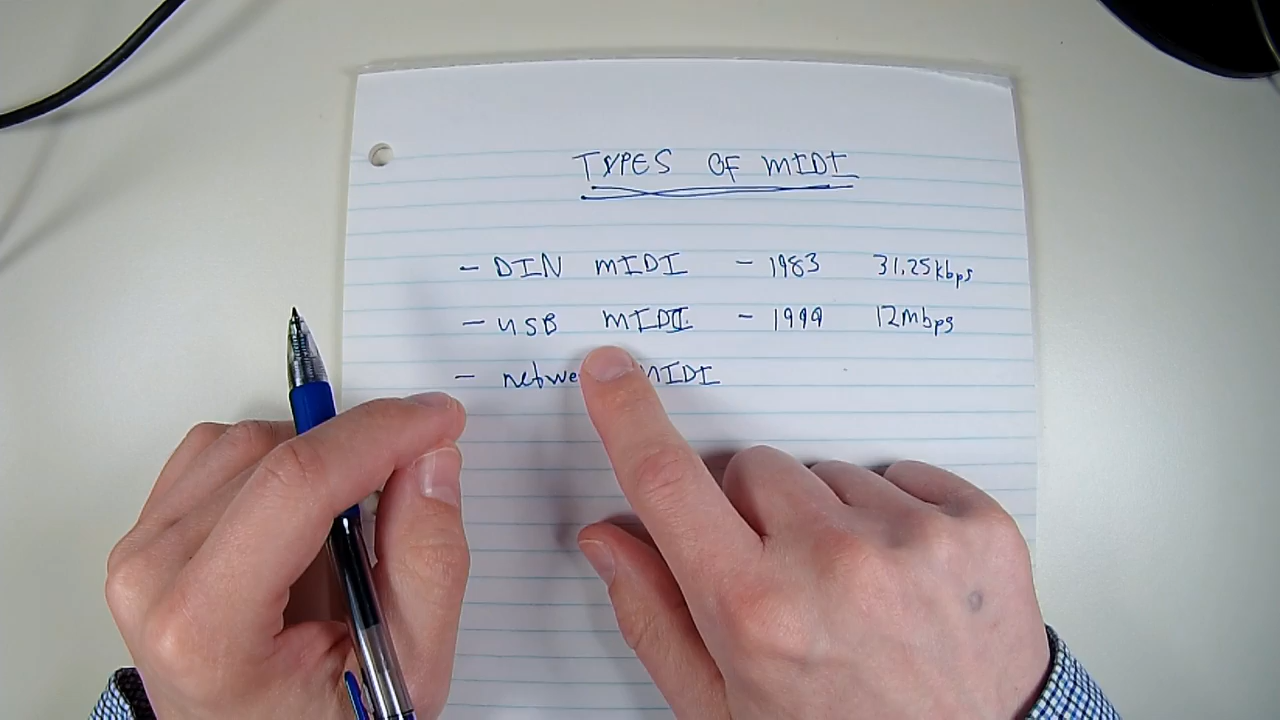 TYPES OF MIDI
- DIN MIDI - 1983 31.25kbps
- USB MIDI - 1999 12mbps
- MIDI